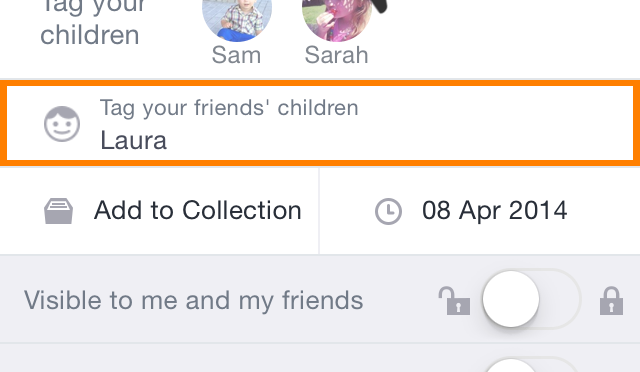 Tag your
children
Sam
Sarah
Tag your friends' children
Laura
Add to Collection
08 Apr 2014
Visible to me and my friends